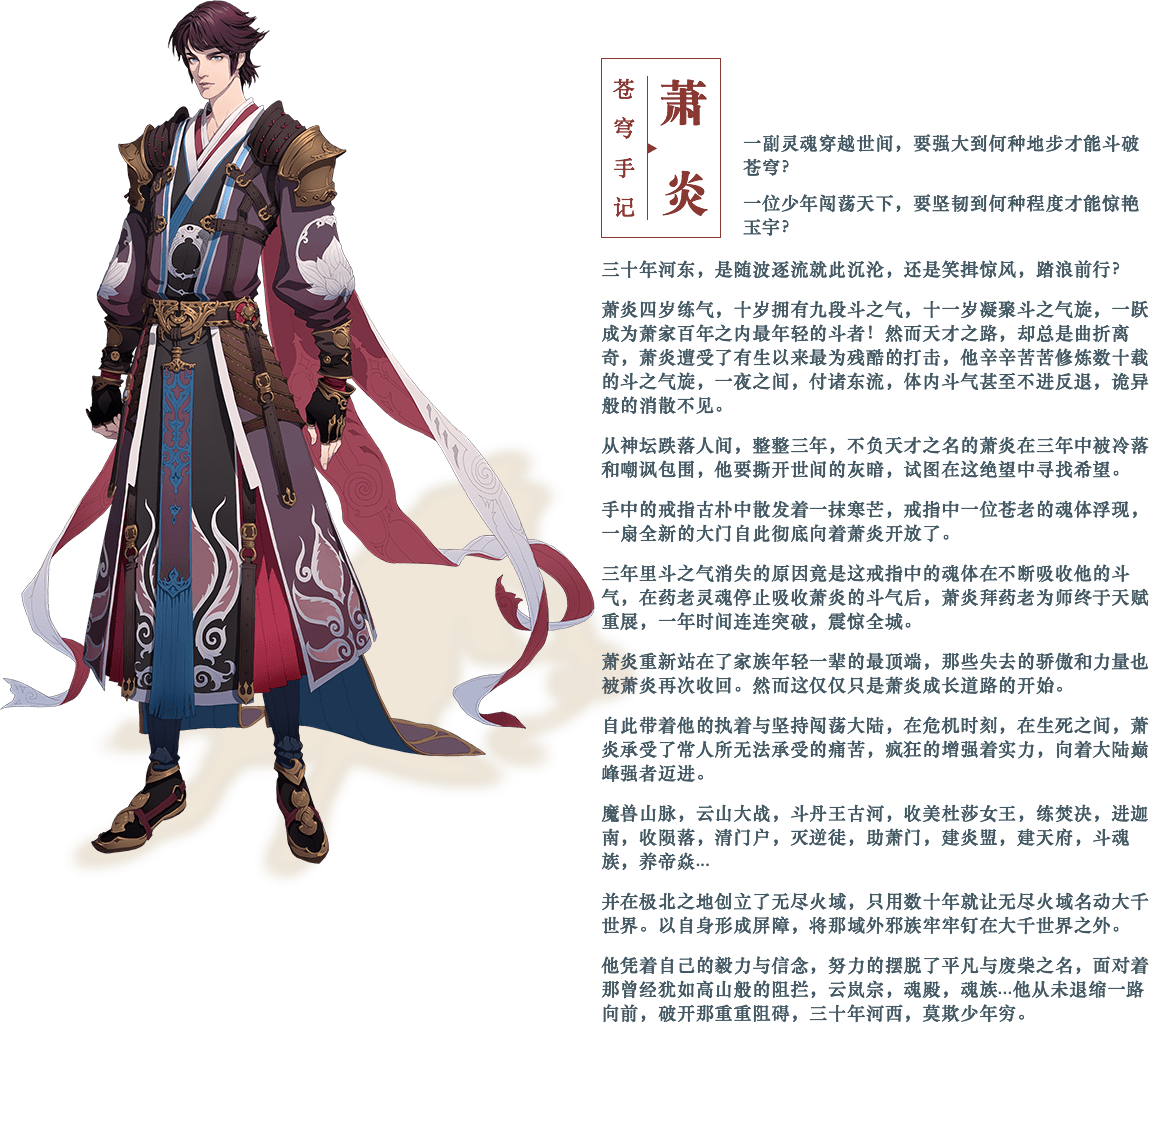 萧炎
苍穹手记
一副灵魂穿越世间，要强大到何种地步才能斗破
苍穹？
一位少年闯荡天下，要坚韧到何种程度才能惊艳
玉宇？
三十年河东，是随波逐流就此沉沦，还是笑揖惊风，踏浪前行？
萧炎四岁练气，十岁拥有九段斗之气，十一岁凝聚斗之气旋，一跃
成为萧家百年之内最年轻的斗者！然而天才之路，却总是曲折离
奇，萧炎遭受了有生以来最为残酷的打击，他辛辛苦苦修炼数十载
的斗之气旋，一夜之间，付诸东流，体内斗气甚至不进反退，诡异
般的消散不见。
从神坛跌落人间，整整三年，不负天才之名的萧炎在三年中被冷落
和嘲讽包围，他要撕开世间的灰暗，试图在这绝望中寻找希望。
手中的戒指古朴中散发着一抹寒芒，戒指中一位苍老的魂体浮现，
一扇全新的大门自此彻底向着萧炎开放了。
三年里斗之气消失的原因竟是这戒指中的魂体在不断吸收他的斗
气，在药老灵魂停止吸收萧炎的斗气后，萧炎拜药老为师终于天赋
重展，一年时间连连突破，震惊全城。
萧炎重新站在了家族年轻一辈的最顶端，那些失去的骄傲和力量也
被萧炎再次收回。然而这仅仅只是萧炎成长道路的开始。
自此带着他的执着与坚持闯荡大陆，在危机时刻，在生死之间，萧
炎承受了常人所无法承受的痛苦，疯狂的增强着实力，向着大陆巅
峰强者迈进。
魔兽山脉，云山大战，斗丹王古河，收美杜莎女王，练焚决，进迦
南，收陨落，清门户，灭逆徒，助萧门，建炎盟，建天府，斗魂
族，养帝焱...
并在极北之地创立了无尽火域，只用数十年就让无尽火域名动大千
世界。以自身形成屏障，将那域外邪族牢牢钉在大千世界之外。
他凭着自己的毅力与信念，努力的摆脱了平凡与废柴之名，面对着
那曾经犹如高山般的阻拦，云岚宗，魂殿，魂族...他从未退缩一路
向前，破开那重重阻碍，三十年河西，莫欺少年穷。